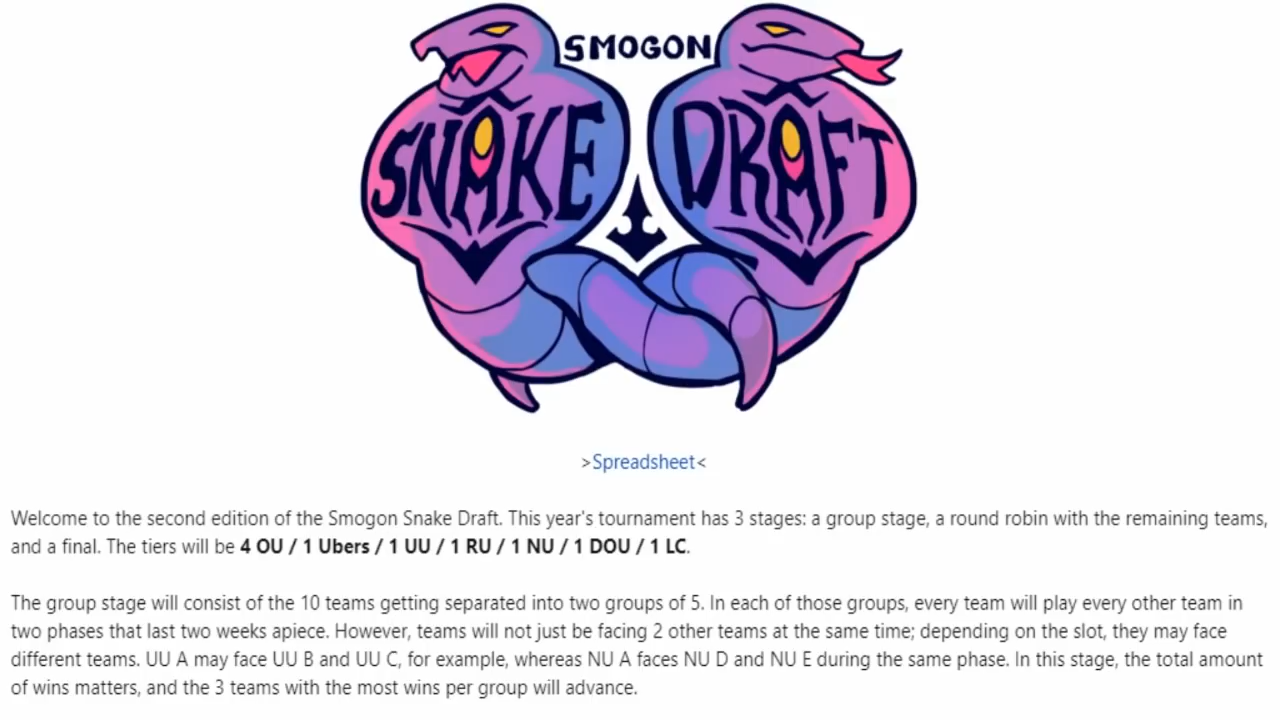 SMOGON
SNAKE DRAFT
>Spreadsheet<
Welcome to the second edition of the Smogon Snake Draft. This year's tournament has 3 stages: a group stage, a round robin with the remaining teams,
and a final. The tiers will be 4 OU / 1 Ubers / 1 UU / 1 RU / 1 NU / 1 DOU / 1 LC.
The group stage will consist of the 10 teams getting separated into two groups of 5. In each of those groups, every team will play every other team in
two phases that last two weeks apiece. However, teams will not just be facing 2 other teams at the same time; depending on the slot, they may face
different teams. UU A may face UU B and UU C, for example, whereas NU A faces NU D and NU E during the same phase. In this stage, the total amount
of wins matters, and the 3 teams with the most wins per group will advance.